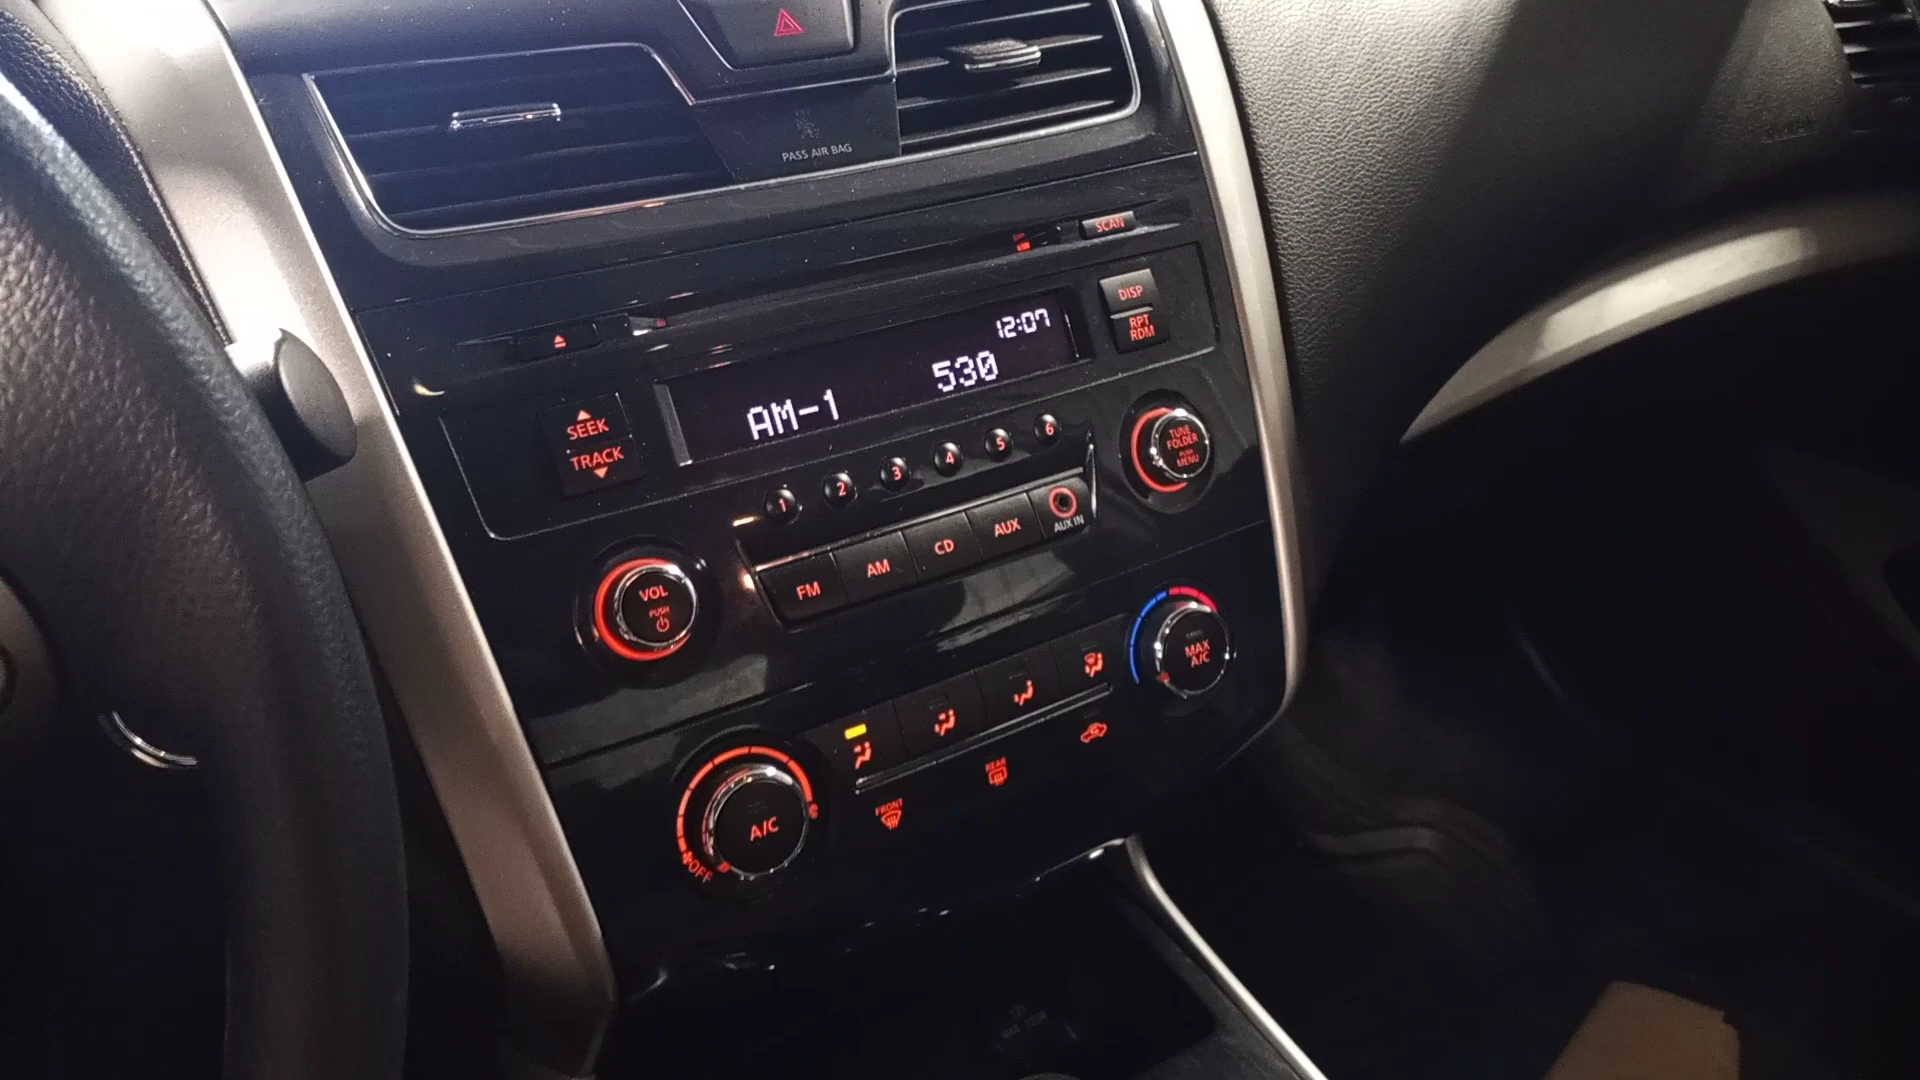 PASS AIR BAG
SCAN
DISP
12:07
RPT
RDM
530
AM-1
SEEK
TRACK
1 2 3 4 5 6
TUNE
FOLDER
PUSH
MENU
FM AM CD AUX
AUX IN
VOL
PUSH
MAX
A/C
A/C
OFF
FRONT
REAR